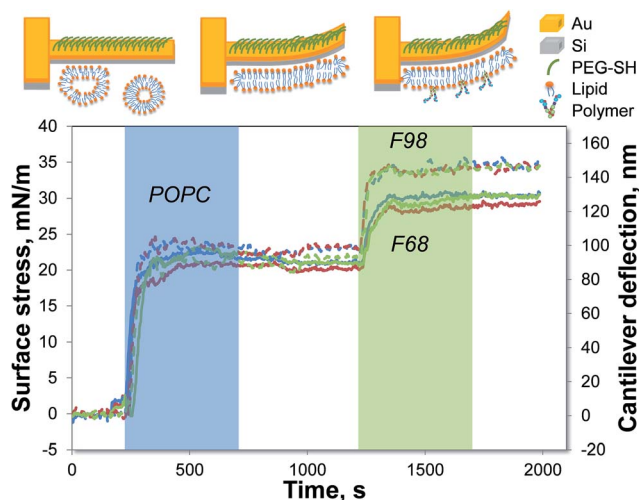 Au
Si
PEG-SH
Lipid
Polymer
Surface stress, mN/m
40
35
30
25
20
15
10
5
0
-5
POPC
F98
F68
160
140
120
100
80
60
40
20
0
-20
Cantilever deflection, nm
0
500
1000
1500
2000
Time, s